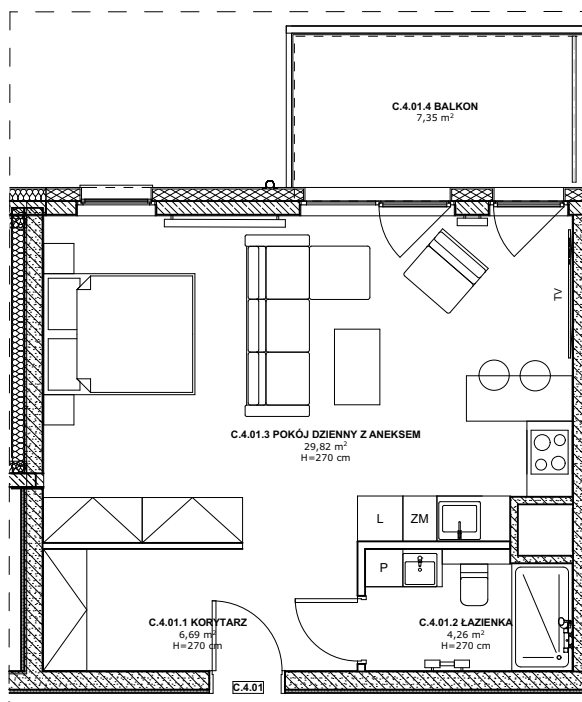 C.4.01.4 BALKON
7,35 m²
TV
C.4.01.3 POKÓJ DZIENNY Z ANEKSEM
29,82 m²
H=270 cm
L
ZM
P
C.4.01.1 KORYTARZ
6,69 m²
H=270 cm
C.4.01.2 ŁAZIENKA
4,26 m²
H=270 cm
C.4.01